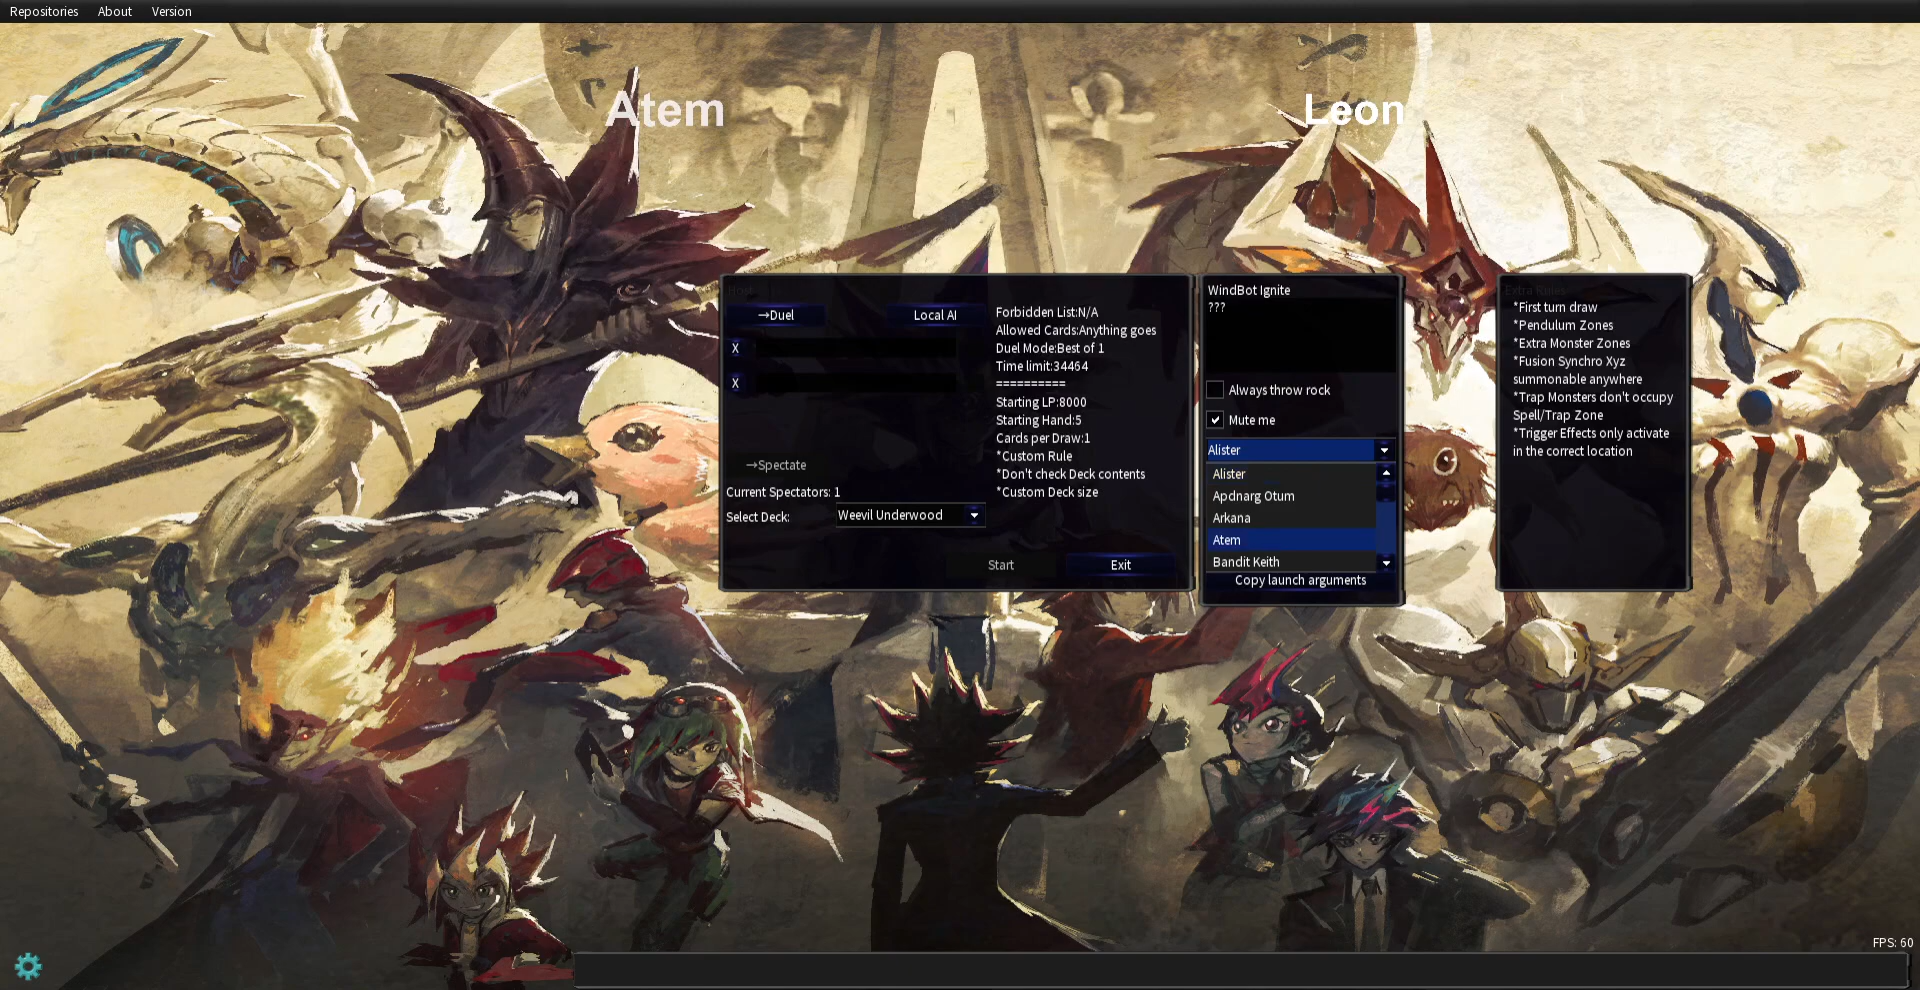 Repositories About Version
Atem
Leon
Host
→Duel
Local AI
X
X
→Spectate
Current Spectators: 1
Select Deck: Weevil Underwood
Start
Exit
Forbidden List:N/A
Allowed Cards:Anything goes
Duel Mode:Best of 1
Time limit:34464
==========
Starting LP:8000
Starting Hand:5
Cards per Draw:1
*Custom Rule
*Don't check Deck contents
*Custom Deck size
WindBot Ignite
???
Always throw rock
Mute me
Alister
Alister
Apdnarg Otum
Arkana
Atem
Bandit Keith
Copy launch arguments
Extra Rules
*First turn draw
*Pendulum Zones
*Extra Monster Zones
*Fusion Synchro Xyz
summonable anywhere
*Trap Monsters don't occupy
Spell/Trap Zone
*Trigger Effects only activate
in the correct location
FPS: 60